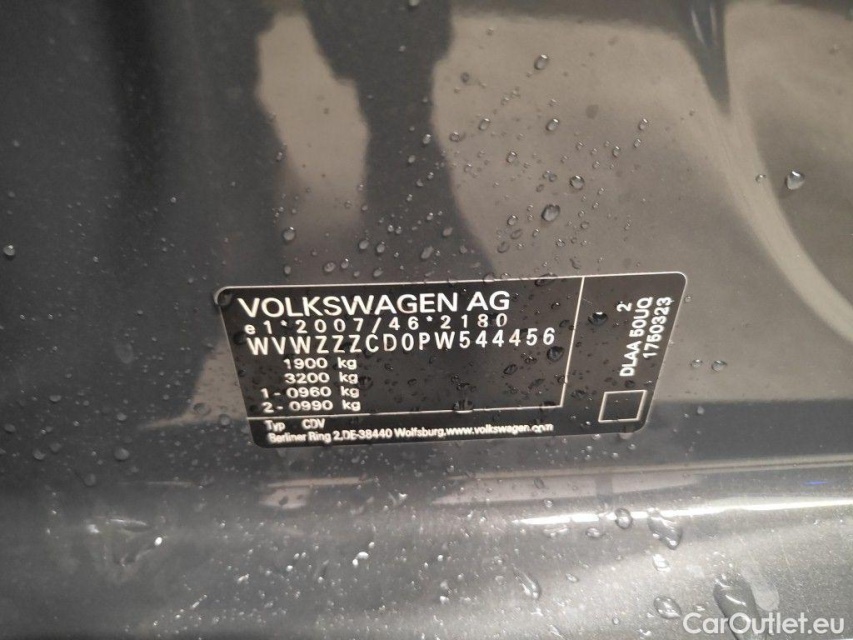 VOLKSWAGEN AG
e1*2007/46*2180
WVWZZZCD0PW544456
1900 kg
3200 kg
1- 0960 kg
2- 0990 kg
Typ CDV
Berliner Ring 2,DE-38440 Wolfsburg.www.volkswagen.com
2
DLAA 50UQ
1750323
CarOutlet.eu